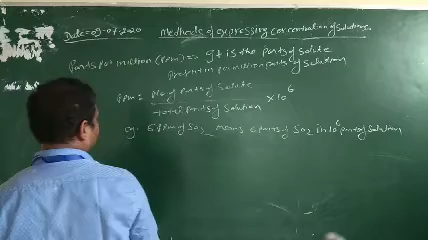 Date=09-07-2020 Methods of expressing concentration of Solutions.
Parts per million (PPm) => It is the parts of Solute
Present in per million parts of Solution
PPm = No of parts of Solute
Total parts of Solution ×10⁶
eg: 5 PPm of SO₂ means 5 parts of SO₂ in 10⁶ parts of Solution